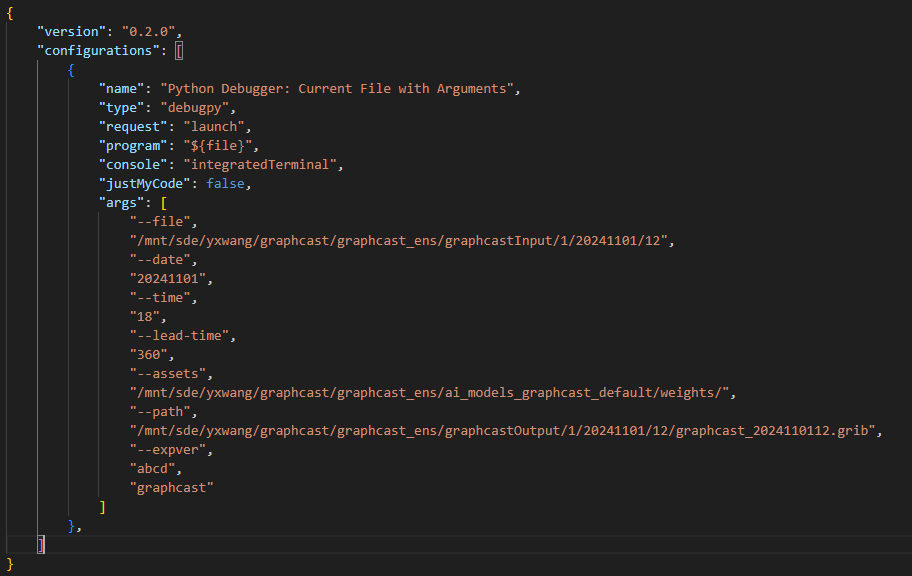 {
    "version": "0.2.0",
    "configurations": [
        {
            "name": "Python Debugger: Current File with Arguments",
            "type": "debugpy",
            "request": "launch",
            "program": "${file}",
            "console": "integratedTerminal",
            "justMyCode": false,
            "args": [
                "--file",
                "/mnt/sde/yxwang/graphcast/graphcast_ens/graphcastInput/1/20241101/12",
                "--date",
                "20241101",
                "--time",
                "18",
                "--lead-time",
                "360",
                "--assets",
                "/mnt/sde/yxwang/graphcast/graphcast_ens/ai_models_graphcast_default/weights/",
                "--path",
                "/mnt/sde/yxwang/graphcast/graphcast_ens/graphcastOutput/1/20241101/12/graphcast_2024110112.grib",
                "--expver",
                "abcd",
                "graphcast"
            ]
        },
    ]
}